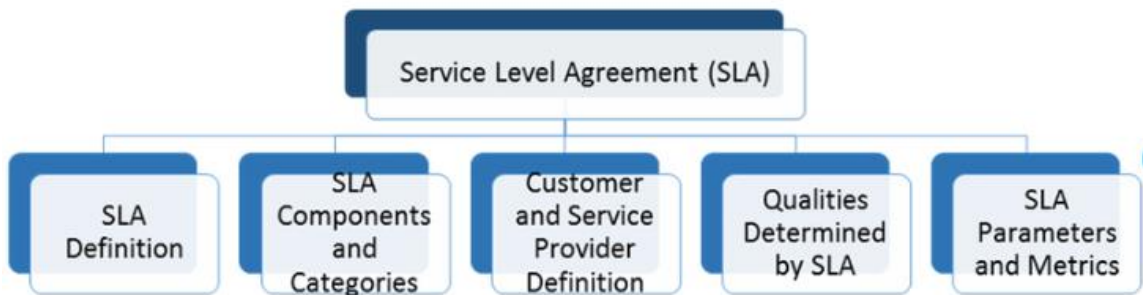 Service Level Agreement (SLA)
SLA
Definition
SLA
Components
and
Categories
Customer
and Service
Provider
Definition
Qualities
Determined
by SLA
SLA
Parameters
and Metrics